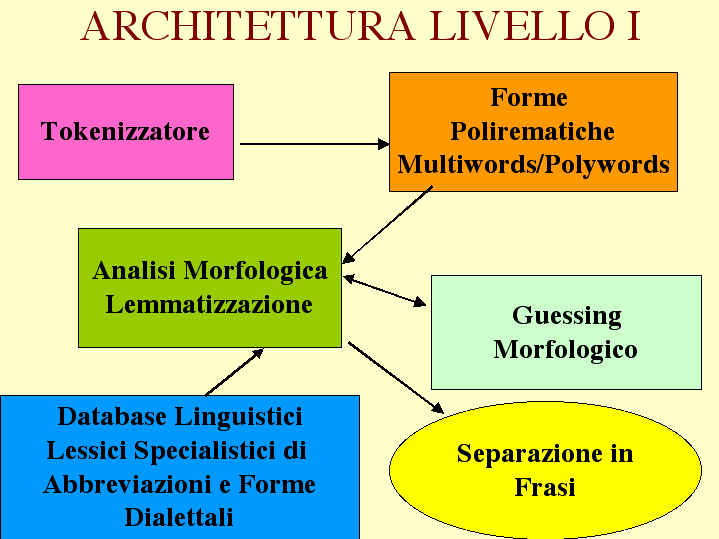 ARCHITETTURA LIVELLO I
Tokenizzatore
Forme
Polirematiche
Multiwords/Polywords
Analisi Morfologica
Lemmatizzazione
Guessing
Morfologico
Database Linguistici
Lessici Specialistici di
Abbreviazioni e Forme
Dialettali
Separazione in
Frasi